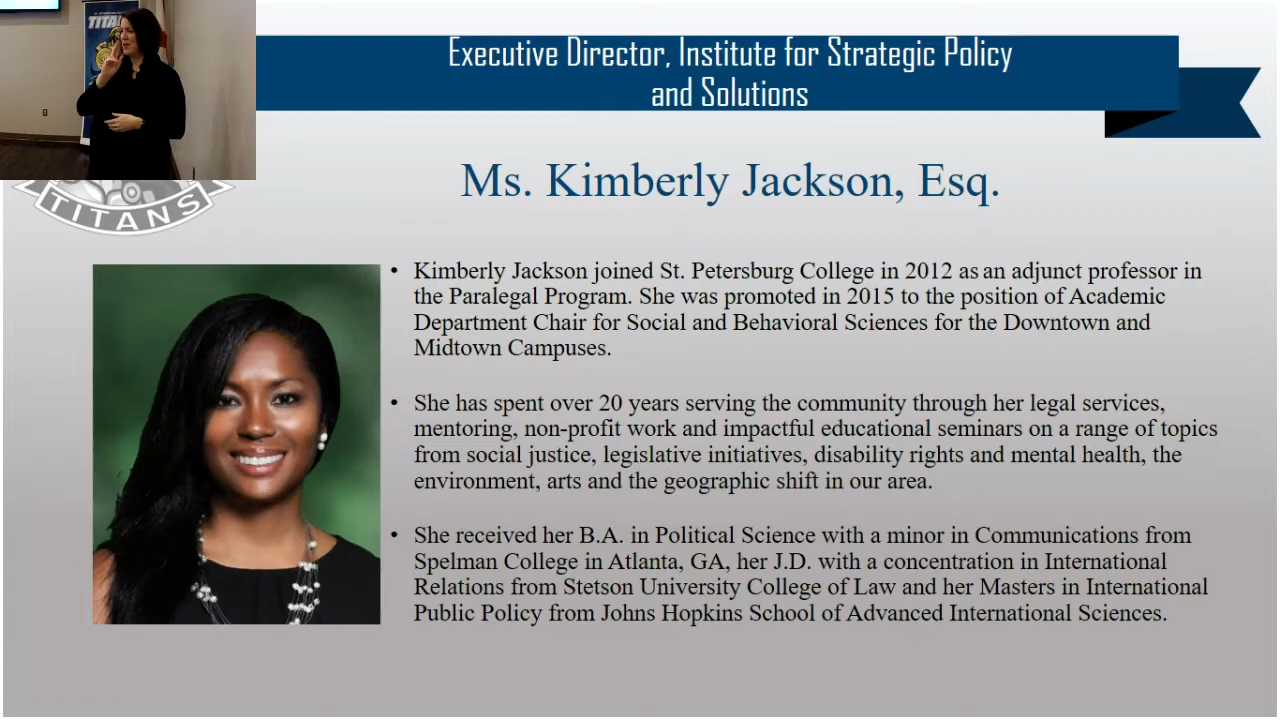 TITA
Executive Director, Institute for Strategic Policy
and Solutions
Ms. Kimberly Jackson, Esq.
TITANS
• Kimberly Jackson joined St. Petersburg College in 2012 as an adjunct professor in
the Paralegal Program. She was promoted in 2015 to the position of Academic
Department Chair for Social and Behavioral Sciences for the Downtown and
Midtown Campuses.
• She has spent over 20 years serving the community through her legal services,
mentoring, non-profit work and impactful educational seminars on a range of topics
from social justice, legislative initiatives, disability rights and mental health, the
environment, arts and the geographic shift in our area.
• She received her B.A. in Political Science with a minor in Communications from
Spelman College in Atlanta, GA, her J.D. with a concentration in International
Relations from Stetson University College of Law and her Masters in International
Public Policy from Johns Hopkins School of Advanced International Sciences.